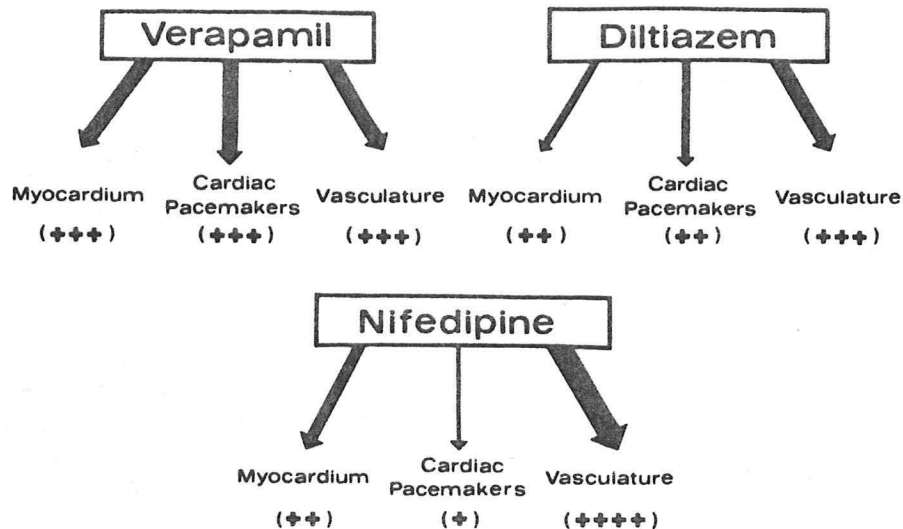 Verapamil
Diltiazem
Myocardium
(+++)
Cardiac
Pacemakers
(+++)
Vasculature
(+++)
Myocardium
(++)
Cardiac
Pacemakers
(++)
Vasculature
(+++)
Nifedipine
Myocardium
(++)
Cardiac
Pacemakers
(+)
Vasculature
(++++)